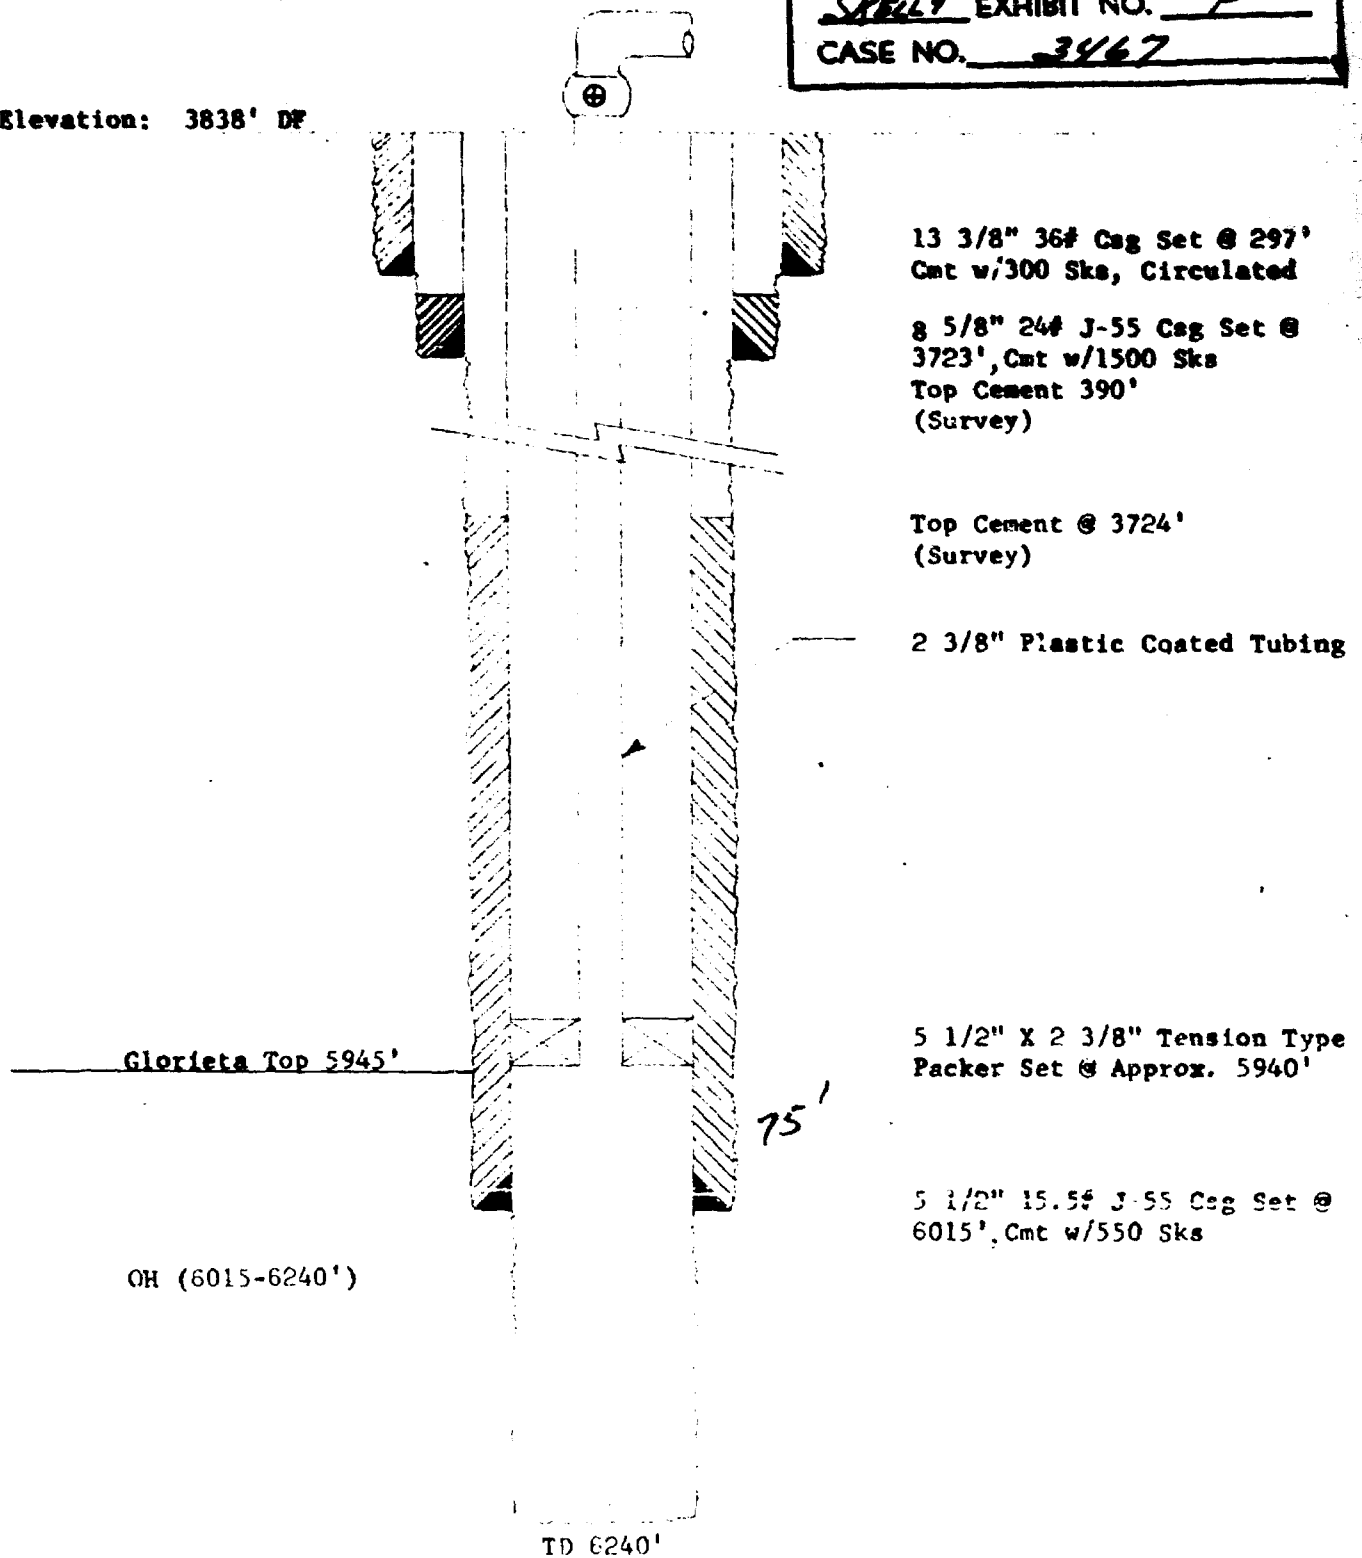 SKELLY EXHIBIT NO.
CASE NO. 3467
Elevation: 3838' DF
13 3/8" 36# Csg Set @ 297'
Cmt w/300 Sks, Circulated
8 5/8" 24# J-55 Csg Set @
3723', Cmt w/1500 Sks
Top Cement 390'
(Survey)
Top Cement @ 3724'
(Survey)
2 3/8" Plastic Coated Tubing
5 1/2" X 2 3/8" Tension Type
Packer Set @ Approx. 5940'
Glorieta Top 5945'
75'
5 1/2" 15.5# J-55 Csg Set @
6015', Cmt w/550 Sks
OH (6015-6240')
TD 6240'